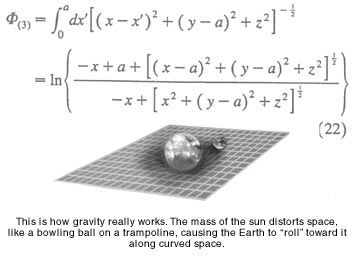 Φ₍₃₎ = ∫₀ᵃ dx′[(x−x′)² + (y−a)² + z²]^{−1/2}
= ln { (−x+a+[(x−a)² + (y−a)² + z²]^{1/2}) / (−x+[x² + (y−a)² + z²]^{1/2}) }
(22)
This is how gravity really works. The mass of the sun distorts space,
like a bowling ball on a trampoline, causing the Earth to “roll” toward it
along curved space.